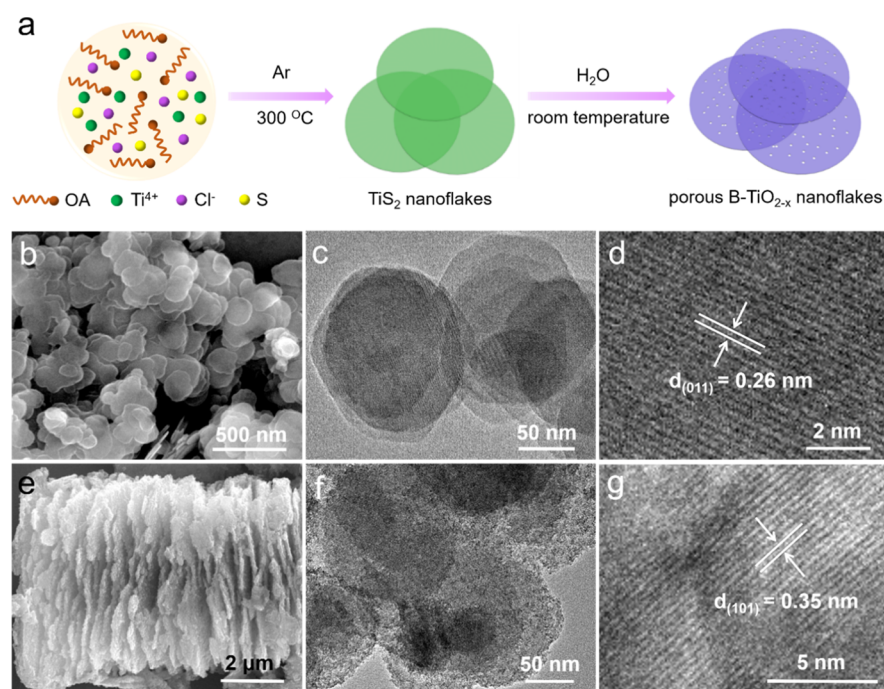 a
Ar
300 ⁰C
H₂O
room temperature
OA Ti⁴⁺ Cl⁻ S
TiS₂ nanoflakes
porous B-TiO₂₋ₓ nanoflakes
b
500 nm
c
50 nm
d
d₍₀₁₁₎ = 0.26 nm
2 nm
e
2 μm
f
50 nm
g
d₍₁₀₁₎ = 0.35 nm
5 nm